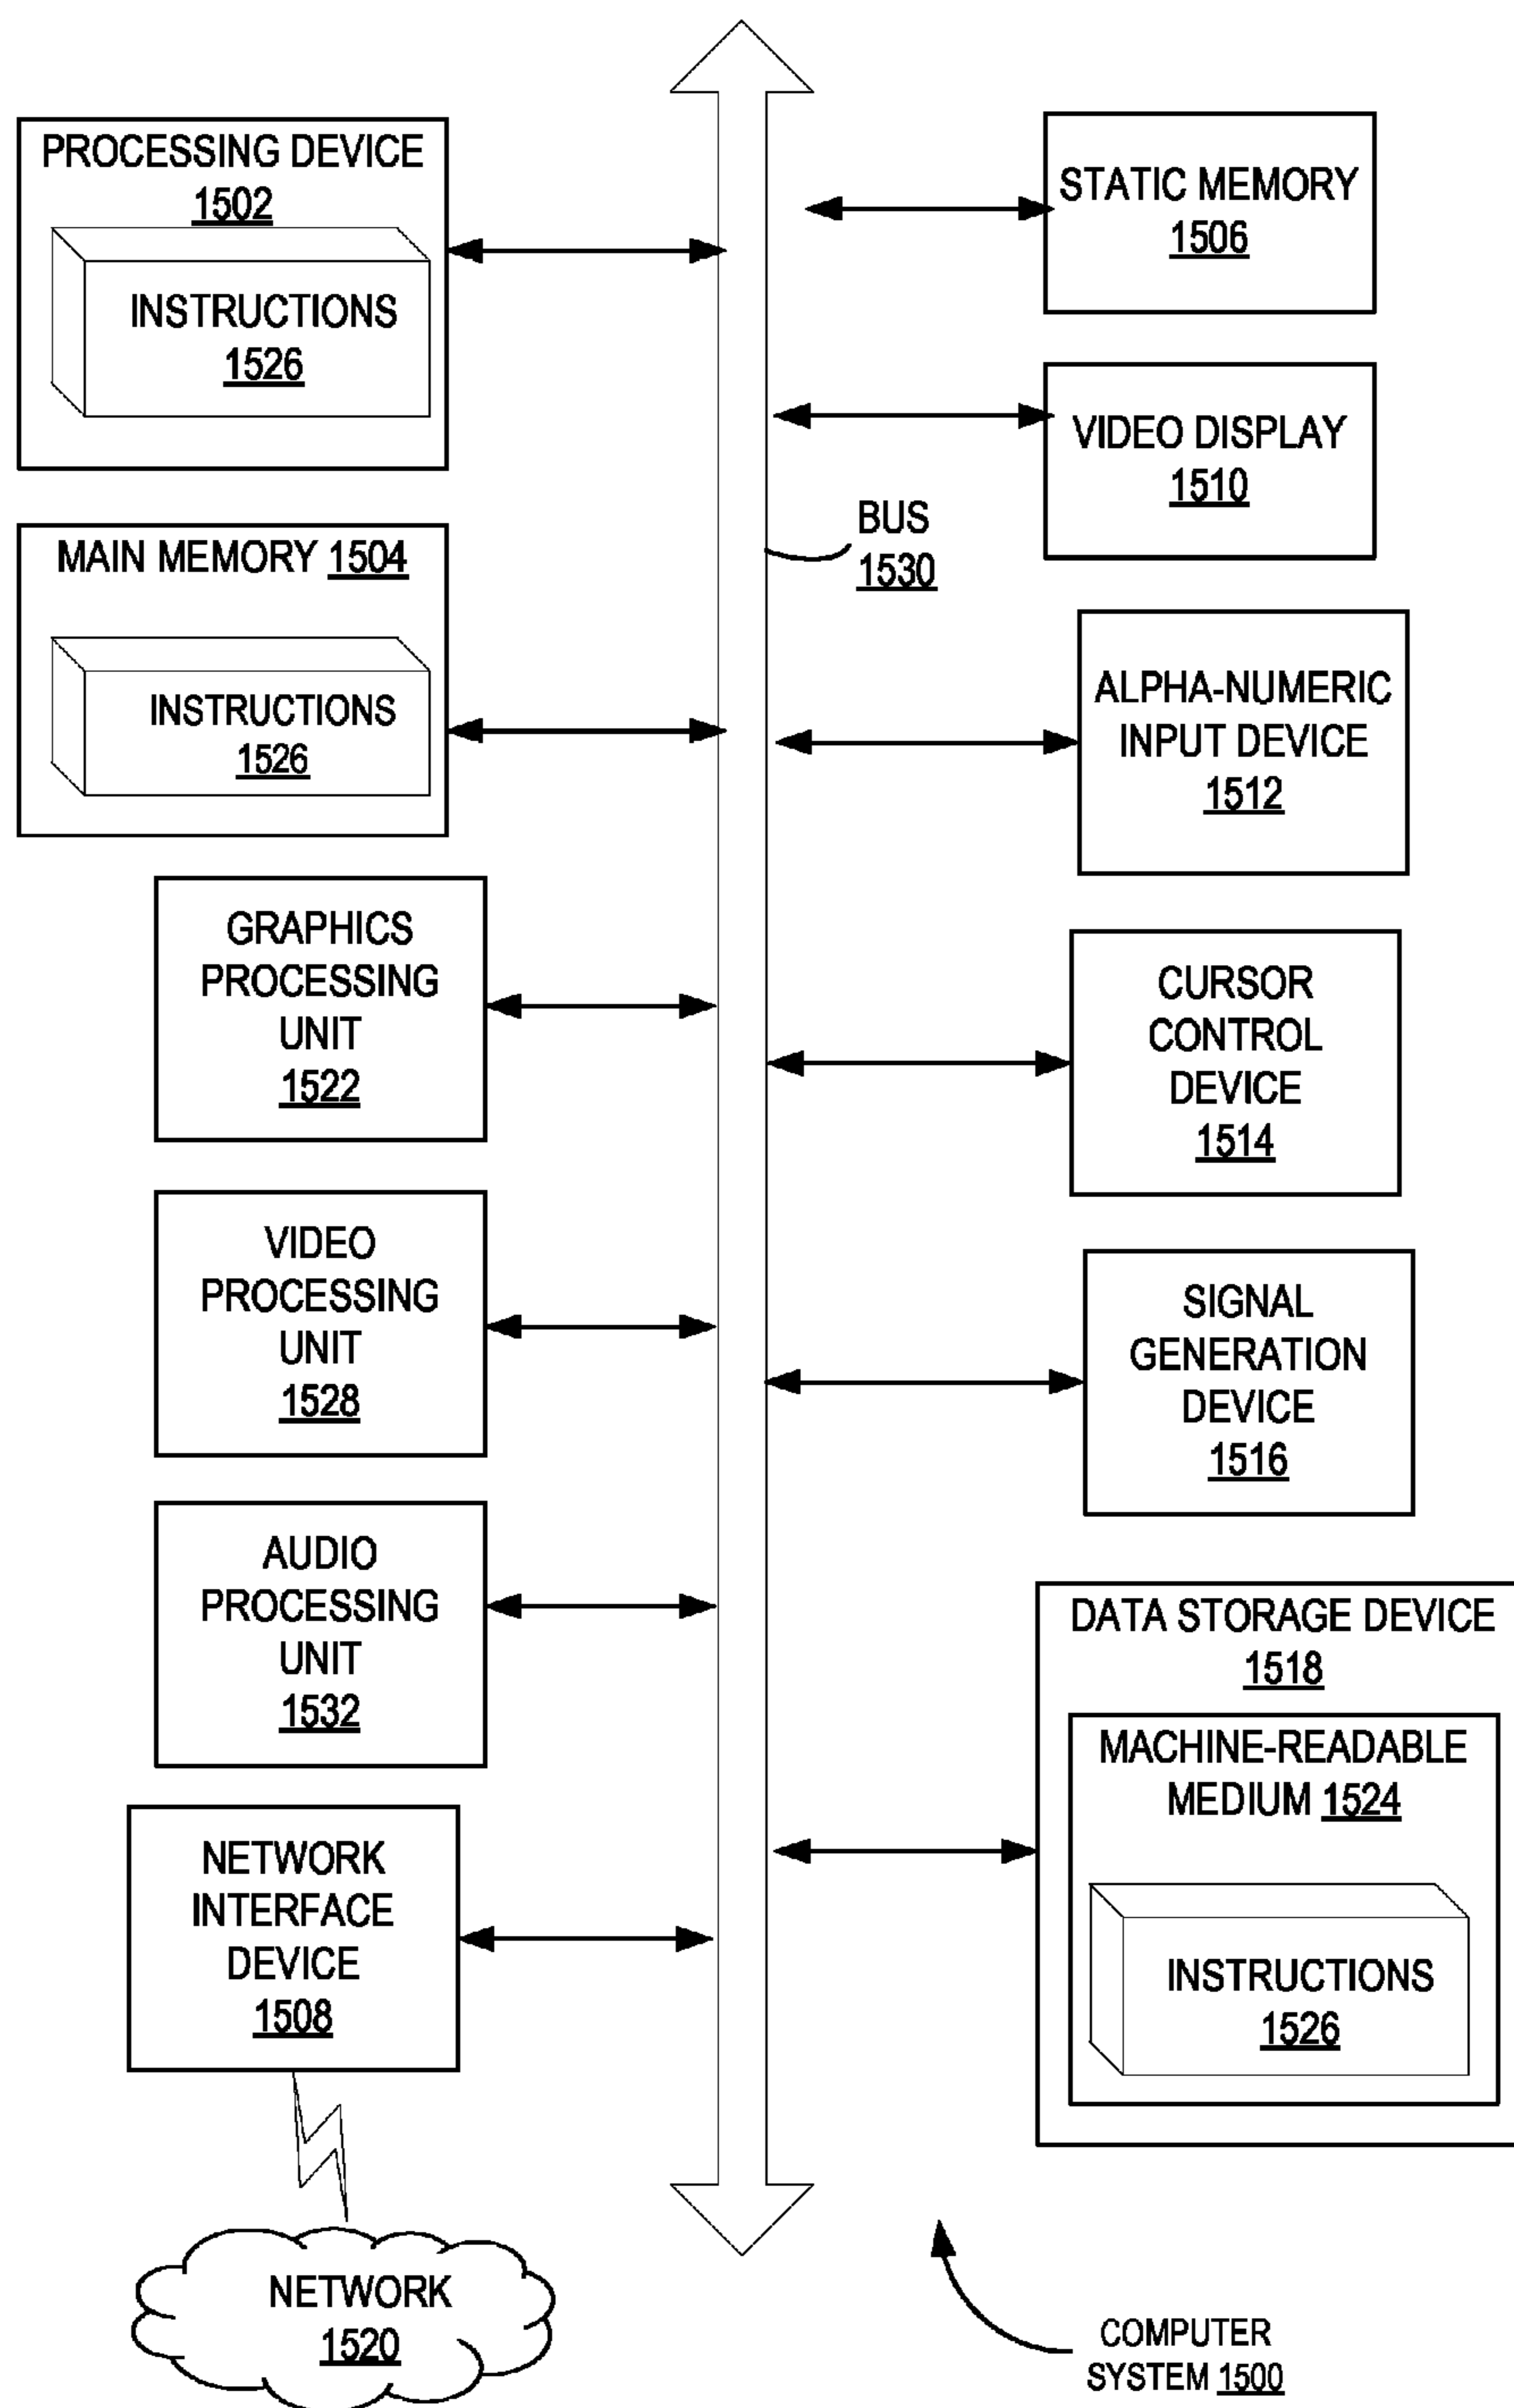 PROCESSING DEVICE
1502
INSTRUCTIONS
1526
MAIN MEMORY 1504
INSTRUCTIONS
1526
GRAPHICS
PROCESSING
UNIT
1522
VIDEO
PROCESSING
UNIT
1528
AUDIO
PROCESSING
UNIT
1532
NETWORK
INTERFACE
DEVICE
1508
NETWORK
1520
BUS
1530
STATIC MEMORY
1506
VIDEO DISPLAY
1510
ALPHA-NUMERIC
INPUT DEVICE
1512
CURSOR
CONTROL
DEVICE
1514
SIGNAL
GENERATION
DEVICE
1516
DATA STORAGE DEVICE
1518
MACHINE-READABLE
MEDIUM 1524
INSTRUCTIONS
1526
COMPUTER
SYSTEM 1500